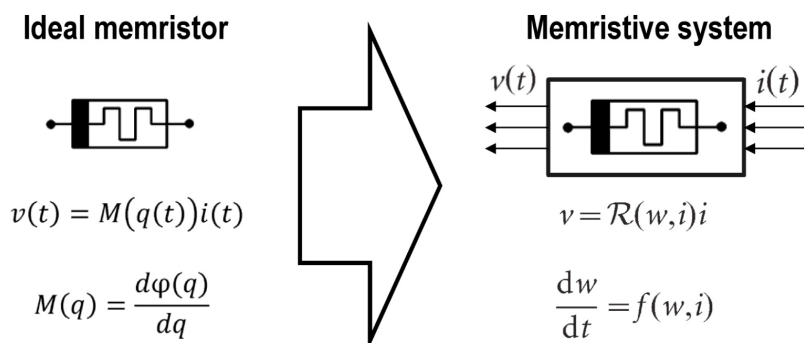 Ideal memristor
v(t) = M(q(t))i(t)
M(q) = dφ(q)/dq
Memristive system
v(t) i(t)
v = ℛ(w,i)i
dw/dt = f(w,i)